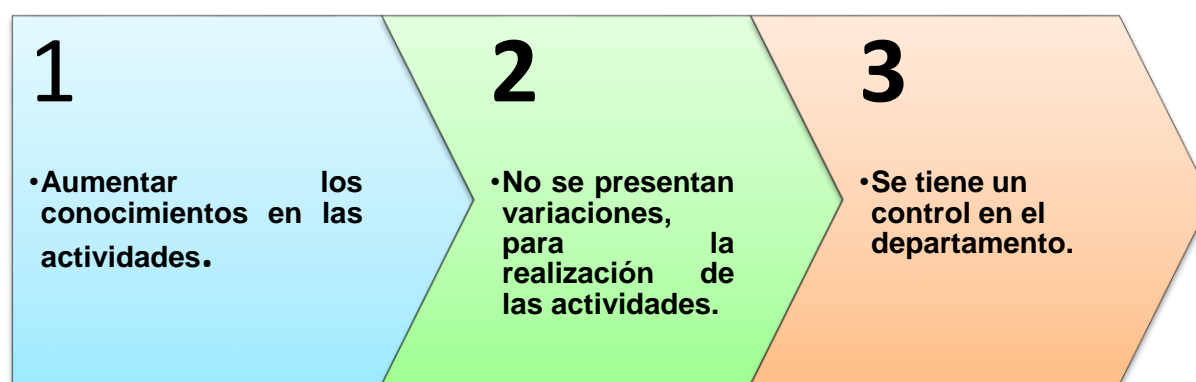 1
•Aumentar los
conocimientos en las
actividades.
2
•No se presentan
variaciones,
para la
realización de
las actividades.
3
•Se tiene un
control en el
departamento.